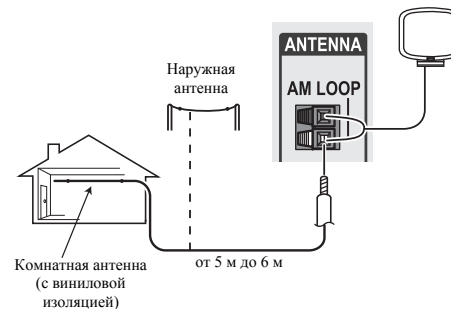 ANTENNA
AM LOOP
Наружная
антенна
Комнатная антенна
(с виниловой
изоляцией)
от 5 м до 6 м